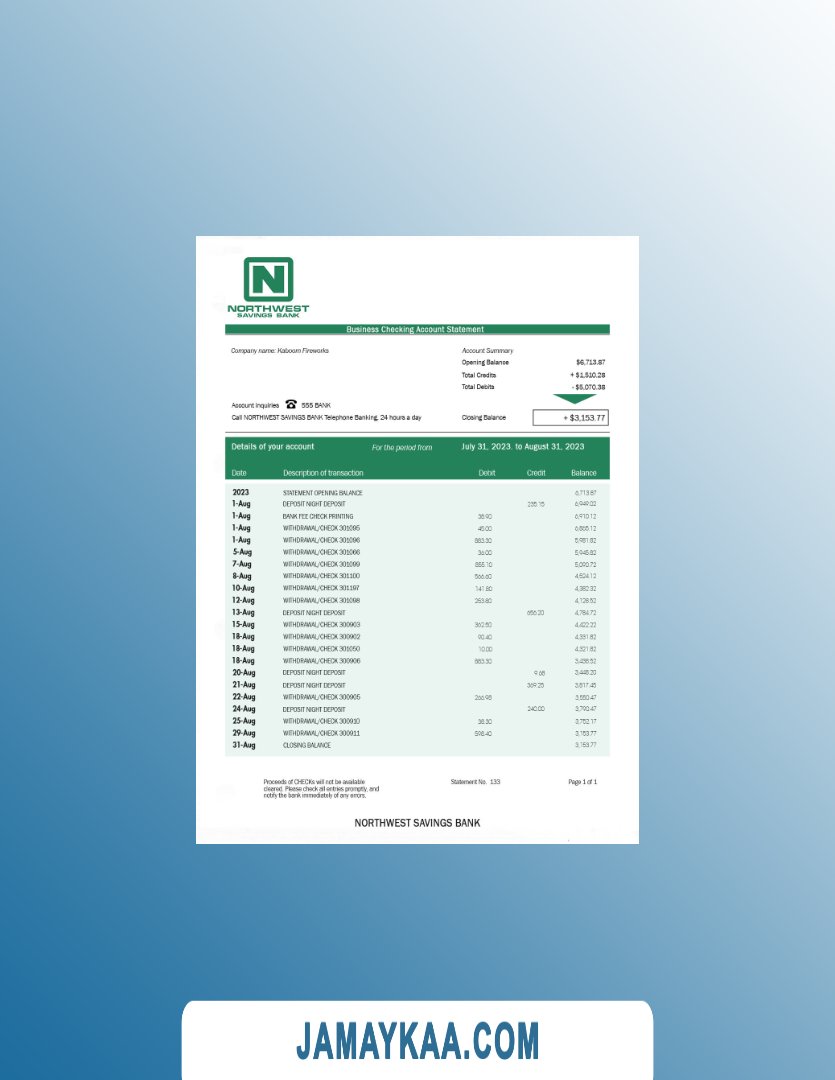 N
NORTHWEST
SAVINGS BANK
Business Checking Account Statement
Company name: Kaboom Fireworks
Account Summary
Opening Balance $6,713.87
Total Credits + $1,510.28
Total Debits - $5,070.38
Account Inquiries 555 BANK
Call NORTHWEST SAVINGS BANK Telephone Banking, 24 hours a day
Closing Balance + $3,153.77
Details of your account For the period from July 31, 2023. to August 31, 2023
Date Description of transaction Debit Credit Balance
2023 STATEMENT OPENING BALANCE 6,713.87
1-Aug DEPOSIT NIGHT DEPOSIT 235.15 6,949.02
1-Aug BANK FEE CHECK PRINTING 38.90 6,910.12
1-Aug WITHDRAWAL/CHECK 301095 45.00 6,865.12
1-Aug WITHDRAWAL/CHECK 301096 883.30 5,981.82
5-Aug WITHDRAWAL/CHECK 301066 36.00 5,945.82
7-Aug WITHDRAWAL/CHECK 301099 855.10 5,090.72
8-Aug WITHDRAWAL/CHECK 301100 566.60 4,524.12
10-Aug WITHDRAWAL/CHECK 301197 141.80 4,382.32
12-Aug WITHDRAWAL/CHECK 301098 253.80 4,128.52
13-Aug DEPOSIT NIGHT DEPOSIT 656.20 4,784.72
15-Aug WITHDRAWAL/CHECK 300903 362.50 4,422.22
18-Aug WITHDRAWAL/CHECK 300902 90.40 4,331.82
18-Aug WITHDRAWAL/CHECK 301050 10.00 4,321.82
18-Aug WITHDRAWAL/CHECK 300906 883.30 3,438.52
20-Aug DEPOSIT NIGHT DEPOSIT 9.68 3,448.20
21-Aug DEPOSIT NIGHT DEPOSIT 369.25 3,817.45
22-Aug WITHDRAWAL/CHECK 300905 266.98 3,550.47
24-Aug DEPOSIT NIGHT DEPOSIT 240.00 3,790.47
25-Aug WITHDRAWAL/CHECK 300910 38.30 3,752.17
29-Aug WITHDRAWAL/CHECK 300911 598.40 3,153.77
31-Aug CLOSING BALANCE 3,153.77
Proceeds of CHECKs will not be available
cleared. Please check all entries promptly, and
notify the bank immediately of any errors.
Statement No. 133
Page 1 of 1
NORTHWEST SAVINGS BANK
JAMAYKAA.COM